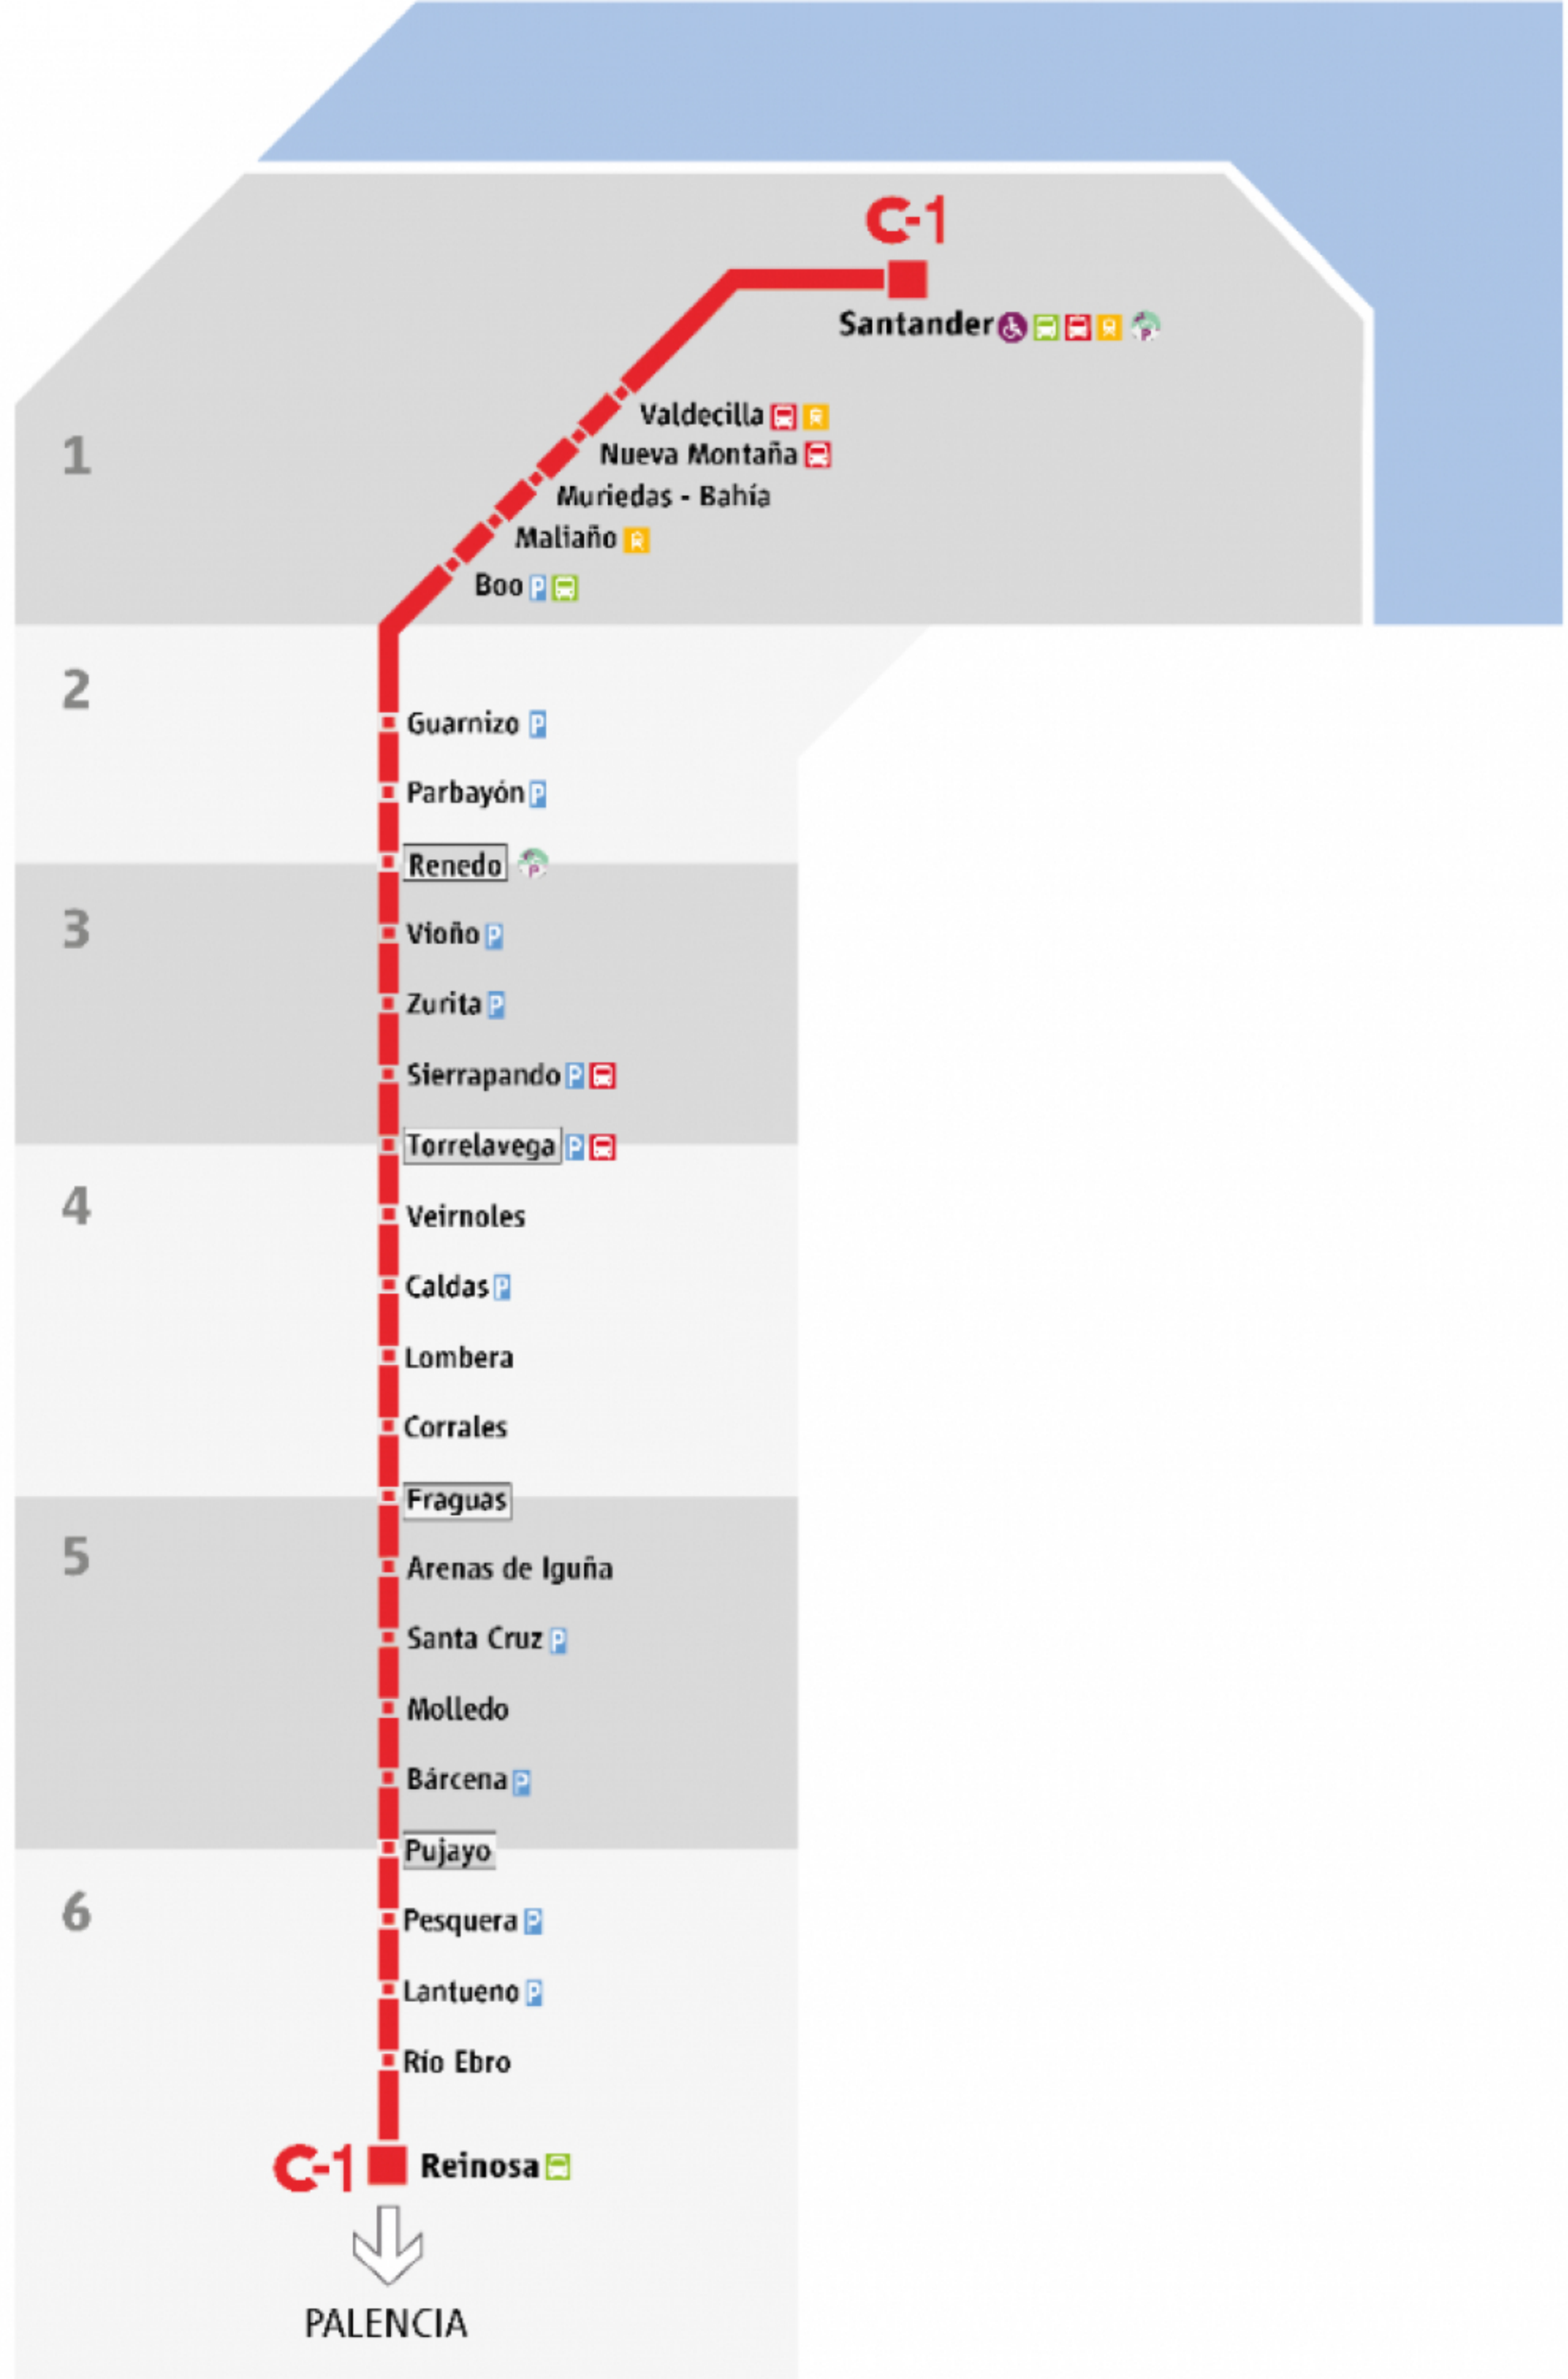 C-1
Santander
Valdecilla
Nueva Montaña
1
Muriedas - Bahía
Maliaño
Boo P
2
Guarnizo P
Parbayón P
Renedo P
3
Vioño P
Zurita P
Sierrapando P
Torrelavega P
4
Veirnoles
Caldas P
Lombera
Corrales
Fraguas
5
Arenas de Iguña
Santa Cruz P
Molledo
Bárcena P
Pujayo
6
Pesquera P
Lantueno P
Río Ebro
C-1 Reinosa
PALENCIA